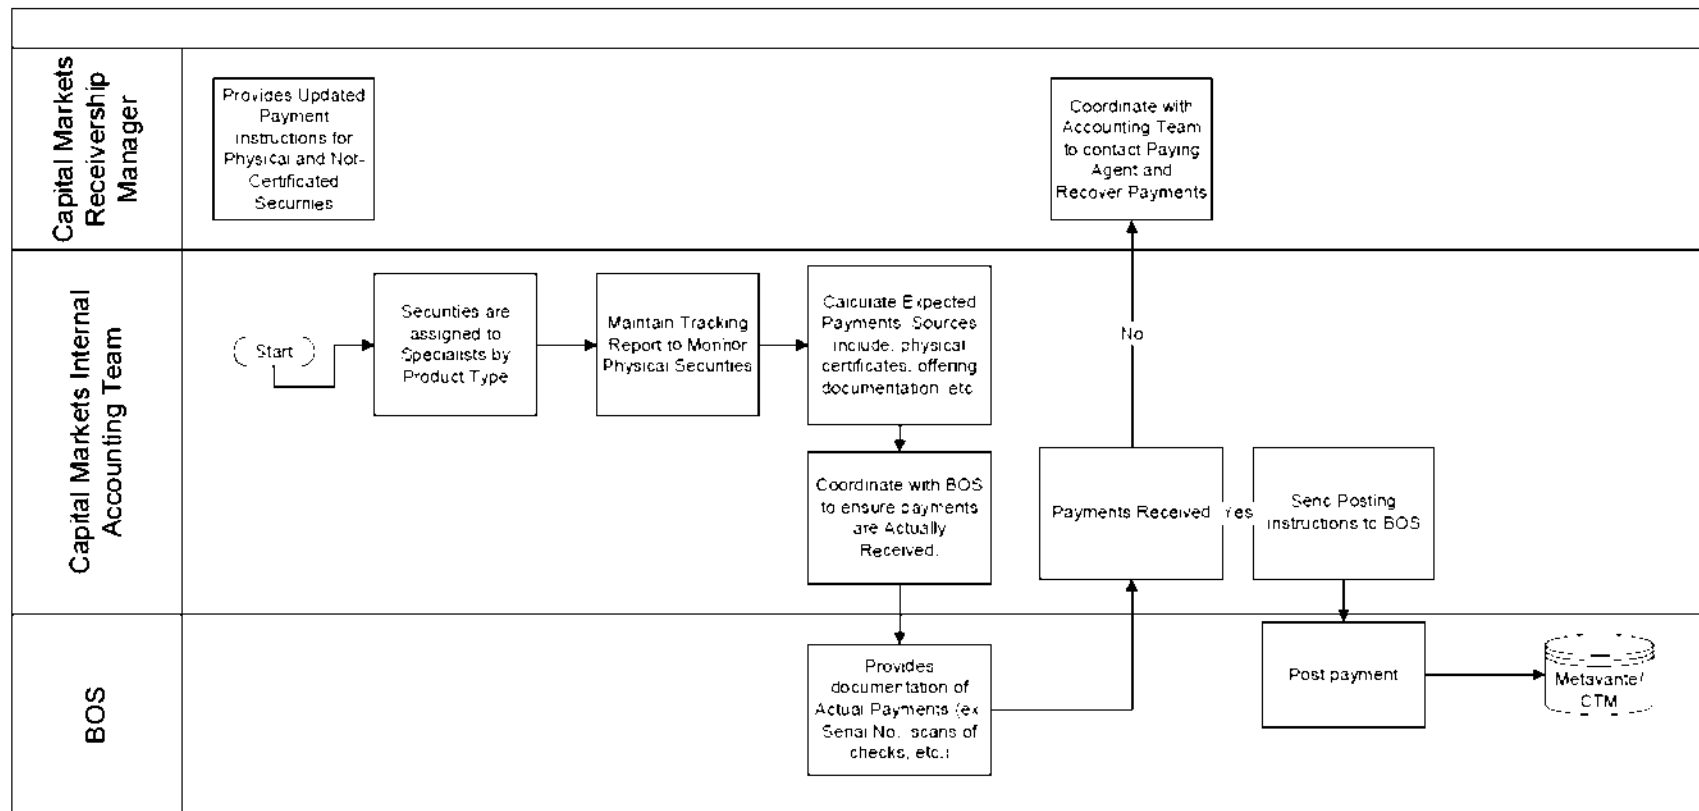 Capital Markets
Receivership
Manager
Provides Updated
Payment
instructions for
Physical and Not-
Certificated
Securities
Coordinate with
Accounting Team
to contact Paying
Agent and
Recover Payments
Capital Markets Internal
Accounting Team
Start
Securities are
assigned to
Specialists by
Product Type
Maintain Tracking
Report to Monitor
Physical Securities
Calculate Expected
Payments. Sources
include, physical
certificates, offering
documentation, etc
No
Coordinate with BOS
to ensure payments
are Actually
Received.
Payments Received
Yes
Send Posting
instructions to BOS
BOS
Provides
documentation of
Actual Payments (ex
Serial No., scans of
checks, etc.)
Post payment
Metavante/
CTM